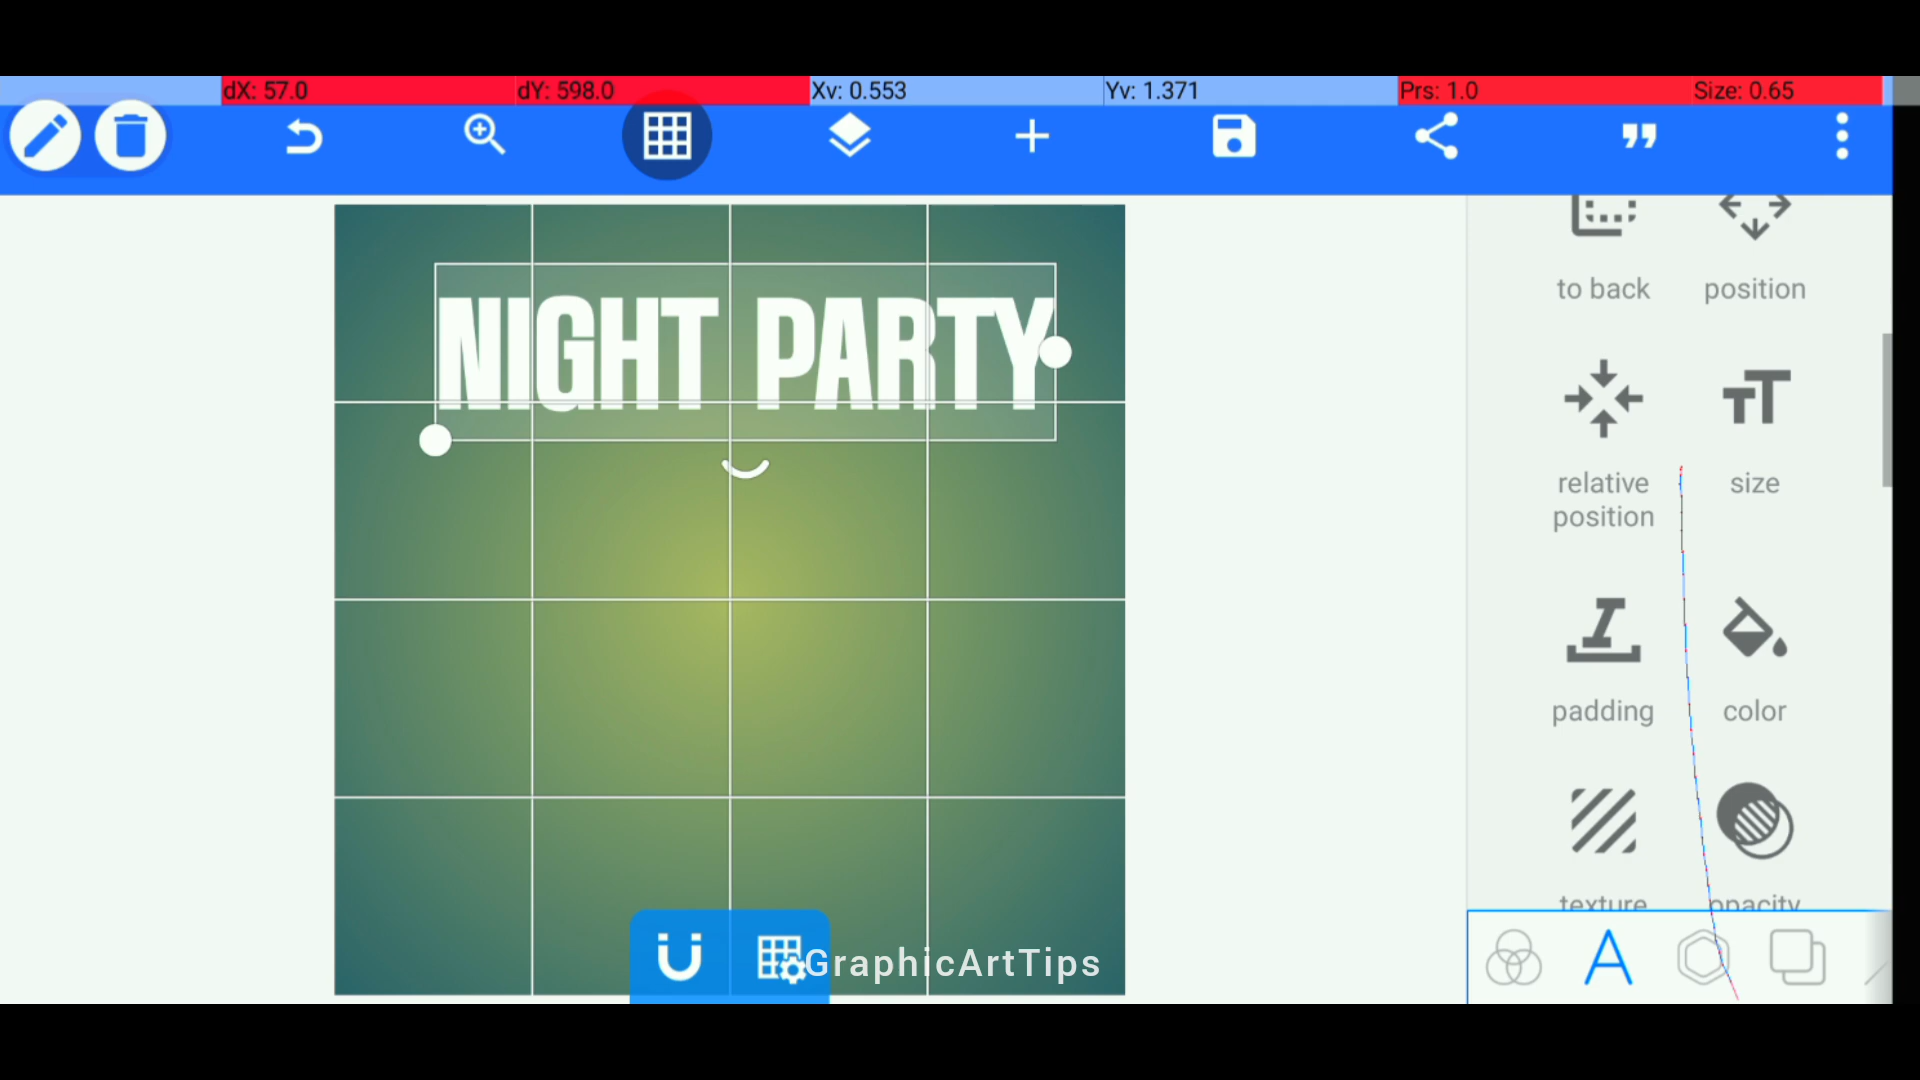 dX: 57.0 dY: 598.0 Xv: 0.553 Yv: 1.371 Prs: 1.0 Size: 0.65
NIGHT PARTY
to back position
relative position
size
padding color
texture opacity
GraphicArtTips